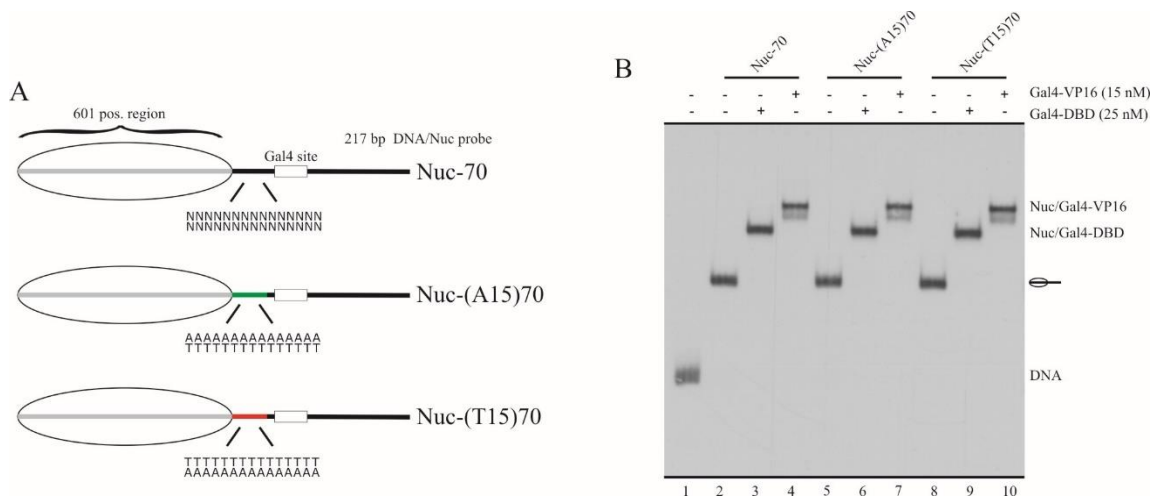 A
601 pos. region
217 bp DNA/Nuc probe
Gal4 site
Nuc-70
NNNNNNNNNNNNNNN
NNNNNNNNNNNNNNN
Nuc-(A15)70
AAAAAAAAAAAAAAA
TTTTTTTTTTTTTTT
Nuc-(T15)70
TTTTTTTTTTTTTTT
AAAAAAAAAAAAAAA
B
Nuc-70
Nuc-(A15)70
Nuc-(T15)70
- - - + - - + - - + Gal4-VP16 (15 nM)
- - + - - + - - + - Gal4-DBD (25 nM)
Nuc/Gal4-VP16
Nuc/Gal4-DBD
DNA
1 2 3 4 5 6 7 8 9 10